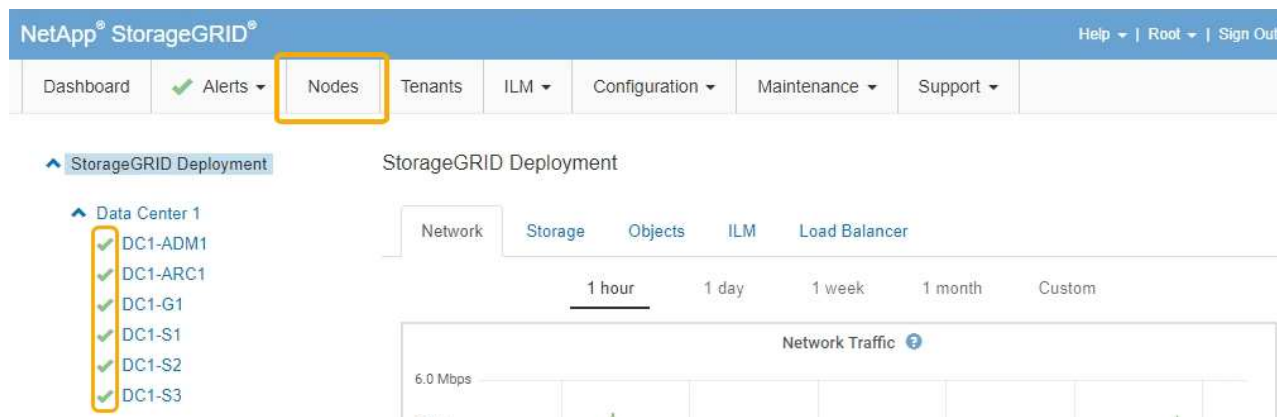 NetApp® StorageGRID® Help | Root | Sign Out
Dashboard Alerts Nodes Tenants ILM Configuration Maintenance Support
StorageGRID Deployment
Data Center 1
DC1-ADM1
DC1-ARC1
DC1-G1
DC1-S1
DC1-S2
DC1-S3
StorageGRID Deployment
Network Storage Objects ILM Load Balancer
1 hour 1 day 1 week 1 month Custom
Network Traffic ?
6.0 Mbps